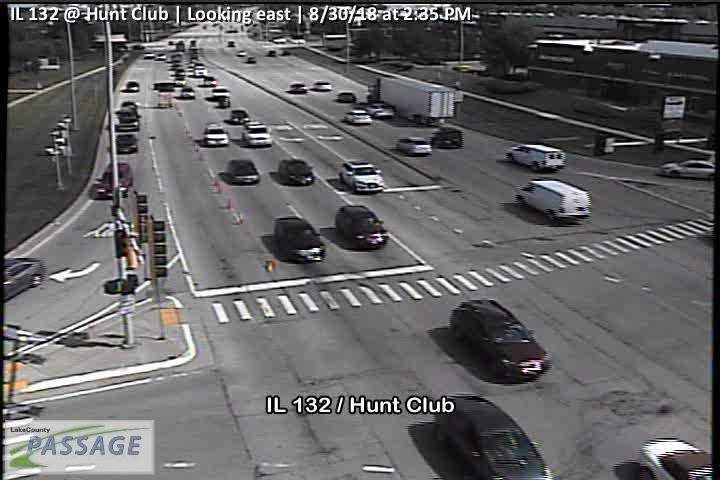 IL 132 @ Hunt Club | Looking east | 8/30/18 at 2:35 PM
IL 132 / Hunt Club
LakeCounty
PASSAGE